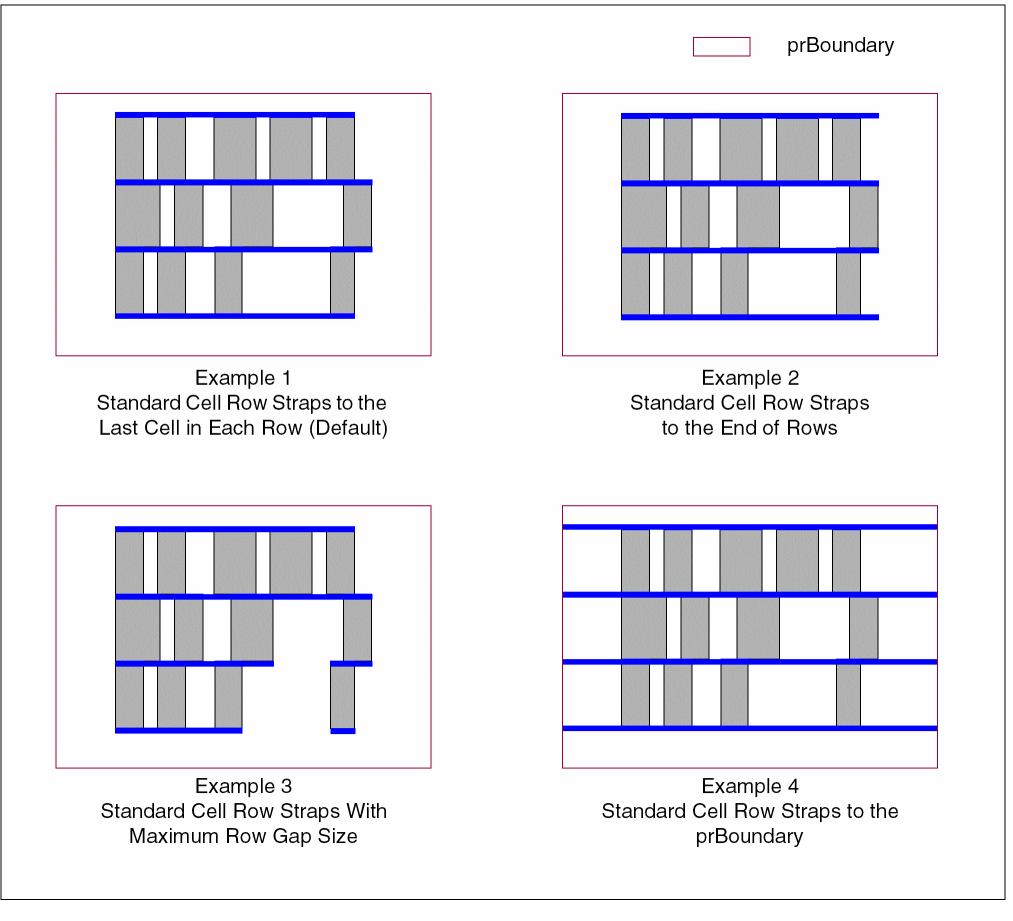 prBoundary
Example 1
Standard Cell Row Straps to the
Last Cell in Each Row (Default)
Example 2
Standard Cell Row Straps
to the End of Rows
Example 3
Standard Cell Row Straps With
Maximum Row Gap Size
Example 4
Standard Cell Row Straps to the
prBoundary